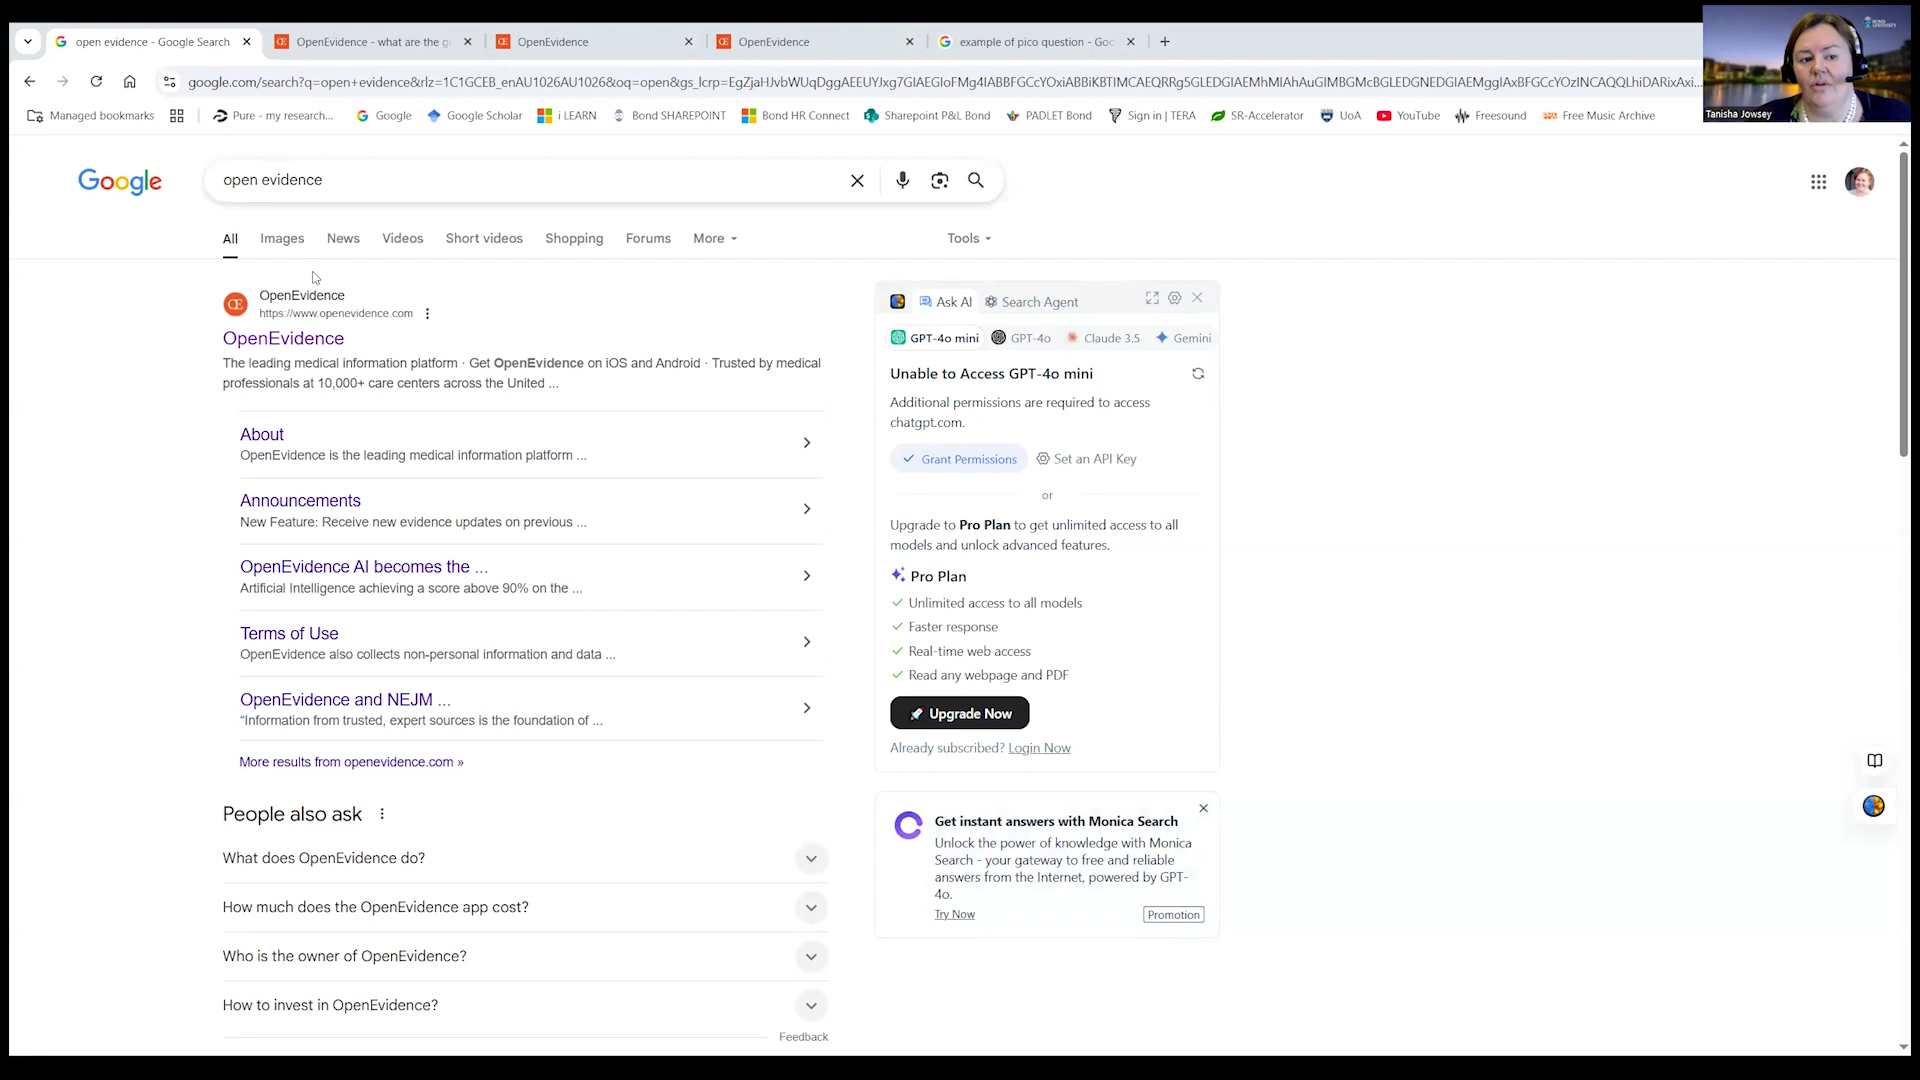 open evidence - Google Search
OpenEvidence - what are the g
OpenEvidence
OpenEvidence
example of pico question - Goo
google.com/search?q=open+evidence&rlz=1C1GCEB_enAU1026AU1026&oq=open&gs_lcrp=
Managed bookmarks
Pure - my research...
Google
Google Scholar
i LEARN
Bond SHAREPOINT
Bond HR Connect
Sharepoint P&L Bond
PADLET Bond
Sign in | TERA
SR-Accelerator
UoA
YouTube
Freesound
Free Music Archive
BOND UNIVERSITY
Tanisha Jowsey
Google
open evidence
All
Images
News
Videos
Short videos
Shopping
Forums
More
Tools
OpenEvidence
https://www.openevidence.com
OpenEvidence
The leading medical information platform · Get OpenEvidence on iOS and Android · Trusted by medical
professionals at 10,000+ care centers across the United ...
About
OpenEvidence is the leading medical information platform ...
Announcements
New Feature: Receive new evidence updates on previous ...
OpenEvidence AI becomes the ...
Artificial Intelligence achieving a score above 90% on the ...
Terms of Use
OpenEvidence also collects non-personal information and data ...
OpenEvidence and NEJM ...
“Information from trusted, expert sources is the foundation of ...
More results from openevidence.com »
People also ask
What does OpenEvidence do?
How much does the OpenEvidence app cost?
Who is the owner of OpenEvidence?
How to invest in OpenEvidence?
Feedback
Ask AI
Search Agent
GPT-4o mini
GPT-4o
Claude 3.5
Gemini
Unable to Access GPT-4o mini
Additional permissions are required to access
chatgpt.com.
Grant Permissions
Set an API Key
or
Upgrade to Pro Plan to get unlimited access to all
models and unlock advanced features.
Pro Plan
Unlimited access to all models
Faster response
Real-time web access
Read any webpage and PDF
Upgrade Now
Already subscribed? Login Now
Get instant answers with Monica Search
Unlock the power of knowledge with Monica
Search - your gateway to free and reliable
answers from the Internet, powered by GPT-
4o.
Try Now
Promotion